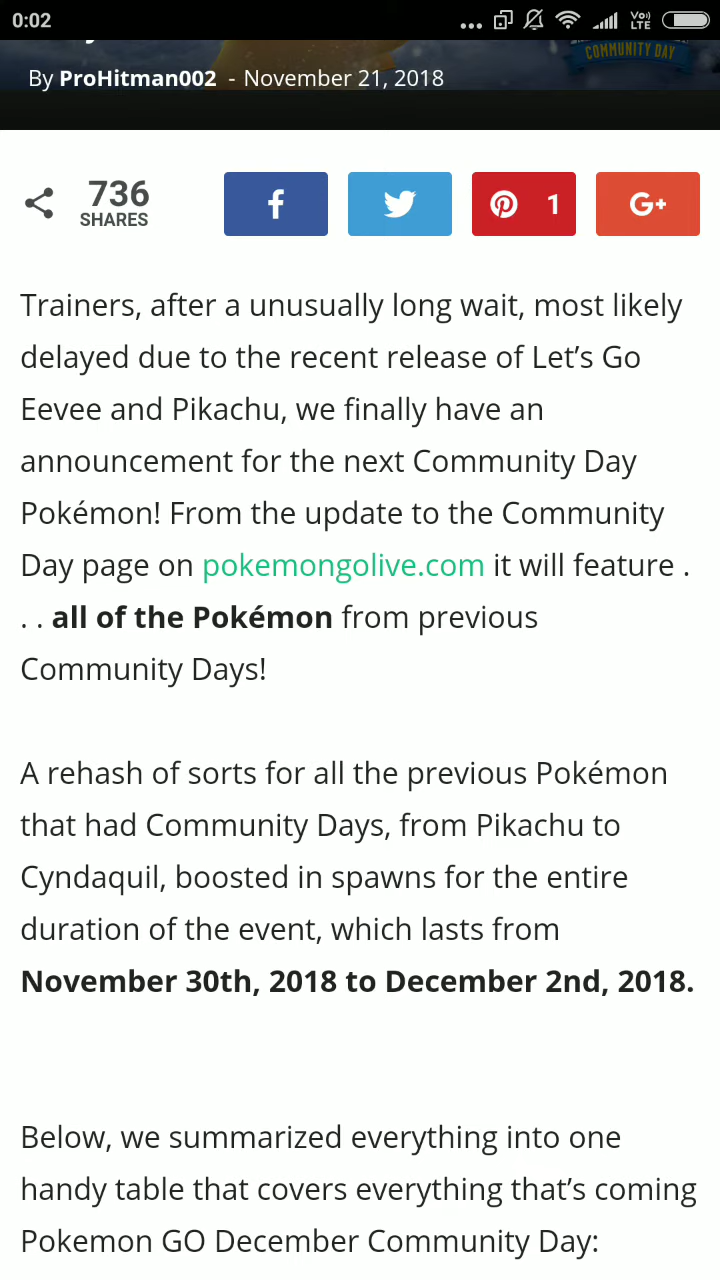 0:02
VoLTE
COMMUNITY DAY
By ProHitman002 - November 21, 2018
736
SHARES
f
1
G+
Trainers, after a unusually long wait, most likely
delayed due to the recent release of Let’s Go
Eevee and Pikachu, we finally have an
announcement for the next Community Day
Pokémon! From the update to the Community
Day page on pokemongolive.com it will feature .
. . all of the Pokémon from previous
Community Days!
A rehash of sorts for all the previous Pokémon
that had Community Days, from Pikachu to
Cyndaquil, boosted in spawns for the entire
duration of the event, which lasts from
November 30th, 2018 to December 2nd, 2018.
Below, we summarized everything into one
handy table that covers everything that’s coming
Pokemon GO December Community Day: